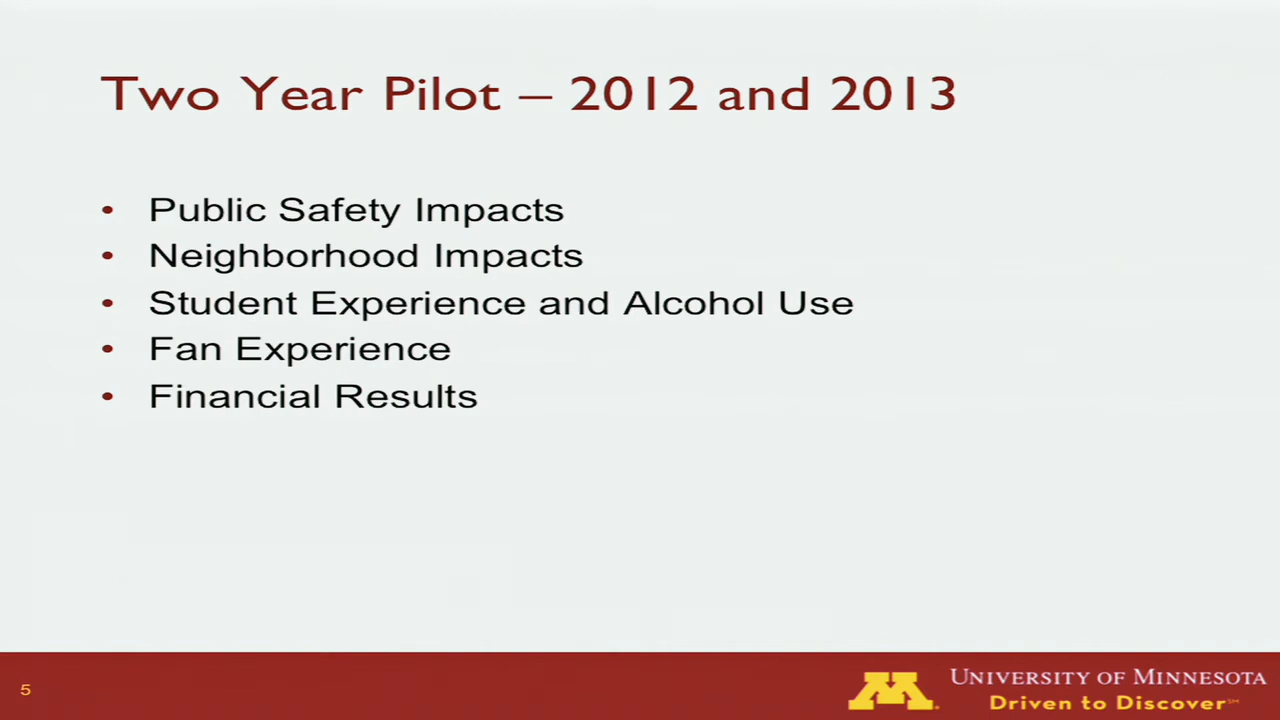 Two Year Pilot – 2012 and 2013
• Public Safety Impacts
• Neighborhood Impacts
• Student Experience and Alcohol Use
• Fan Experience
• Financial Results
5
M
UNIVERSITY OF MINNESOTA
Driven to Discover℠